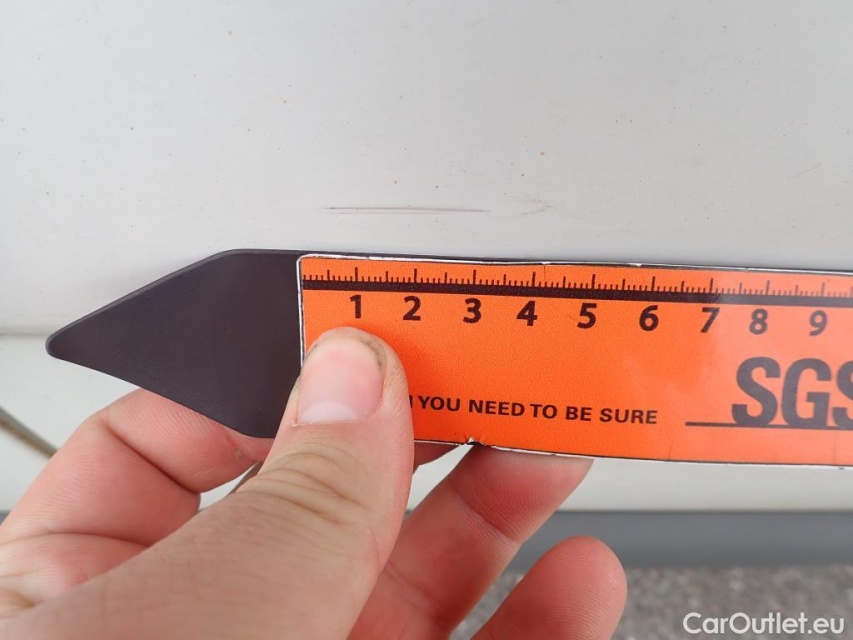 1 2 3 4 5 6 7 8 9
SGS
YOU NEED TO BE SURE
CarOutlet.eu